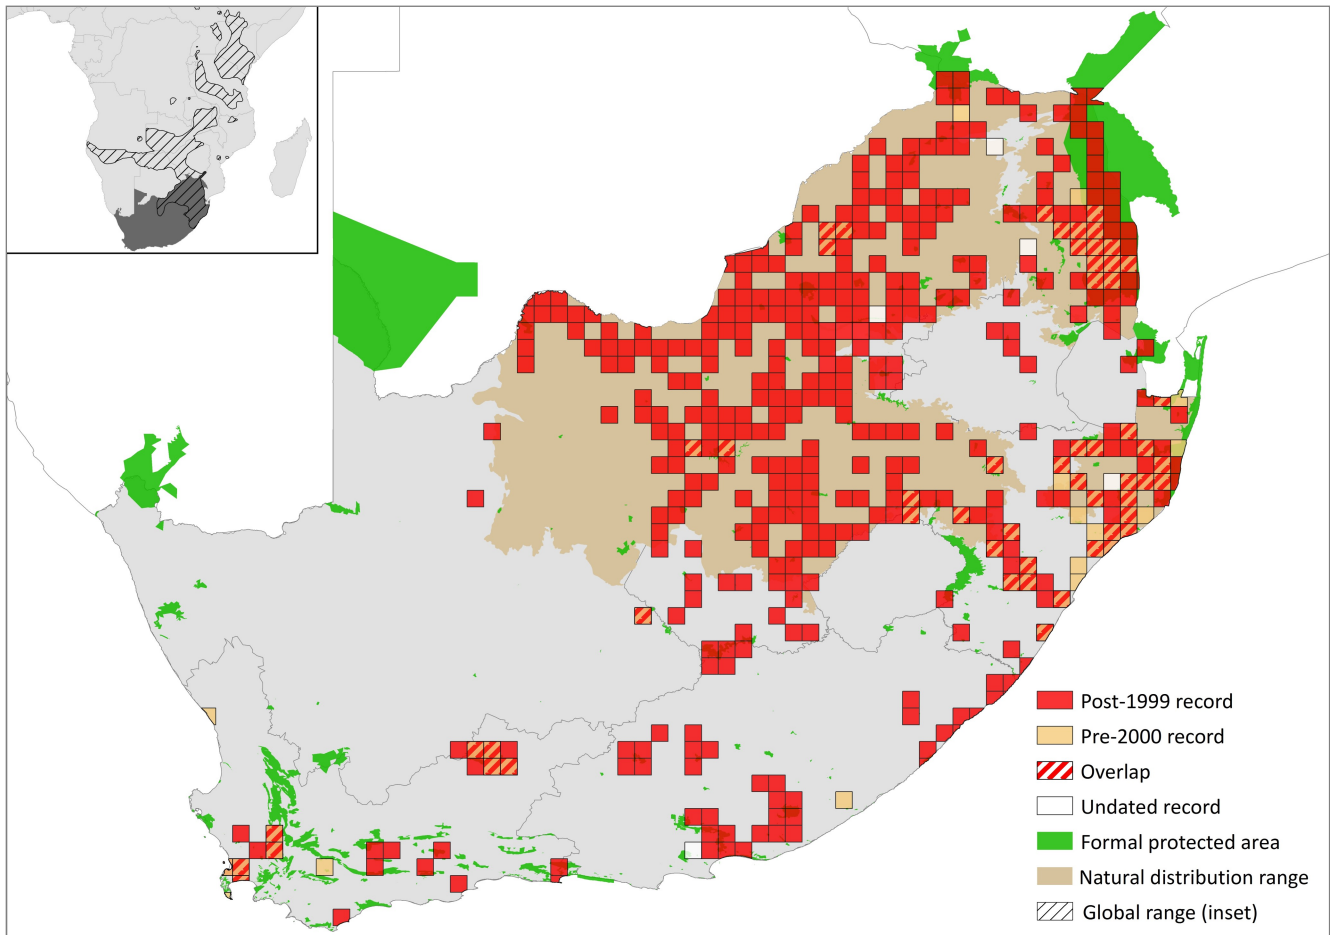 Post-1999 record
Pre-2000 record
Overlap
Undated record
Formal protected area
Natural distribution range
Global range (inset)